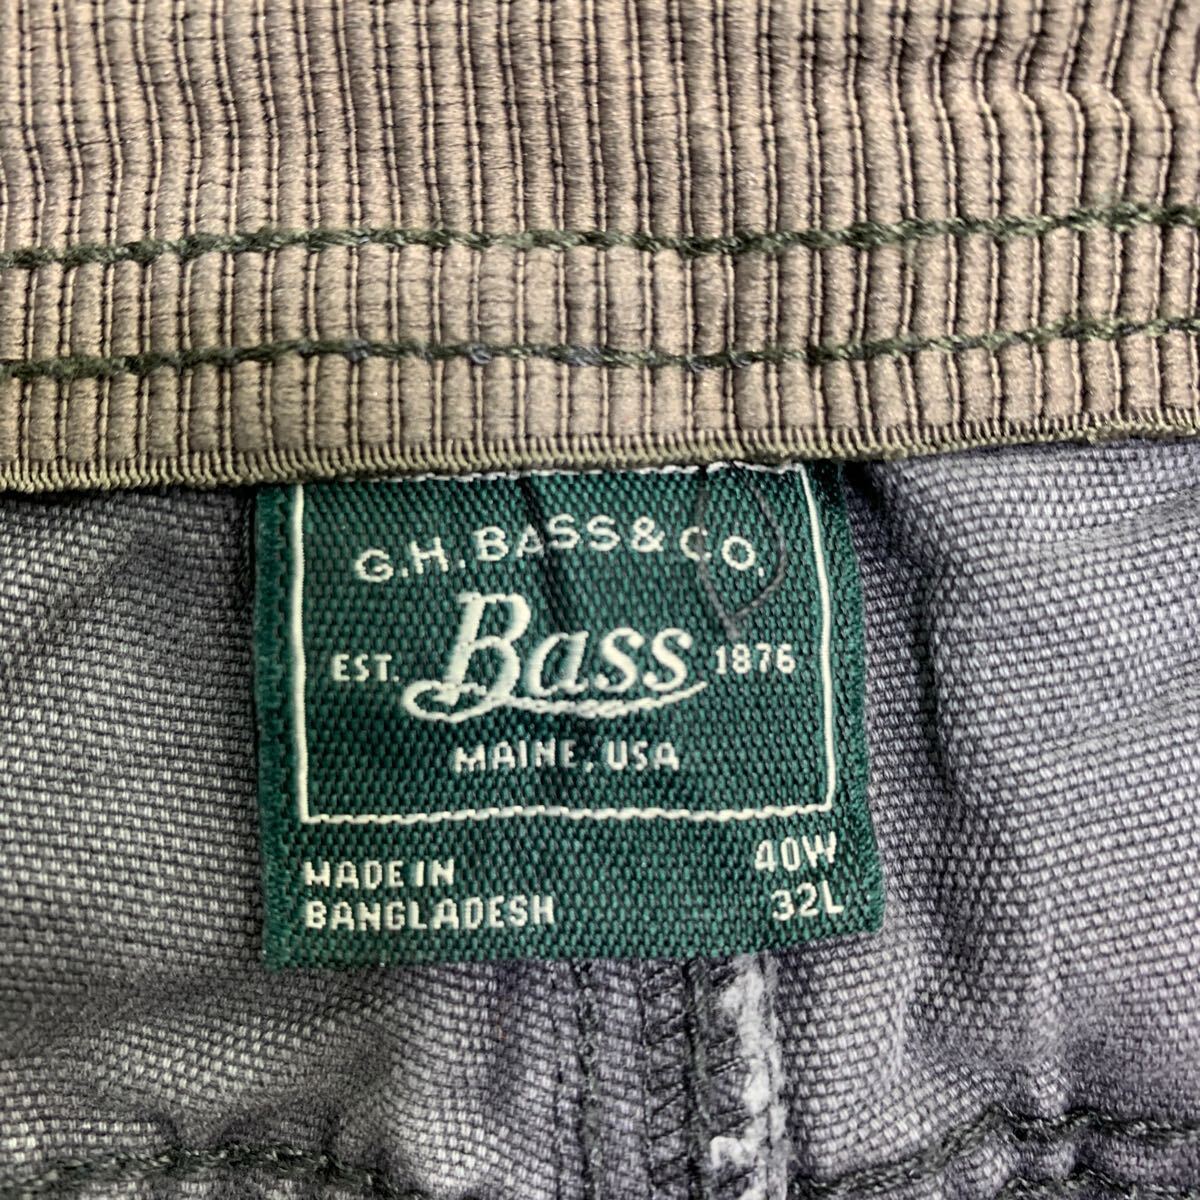 G.H. BASS & CO.
EST. Bass 1876
MAINE, USA
MADE IN
BANGLADESH
40W
32L